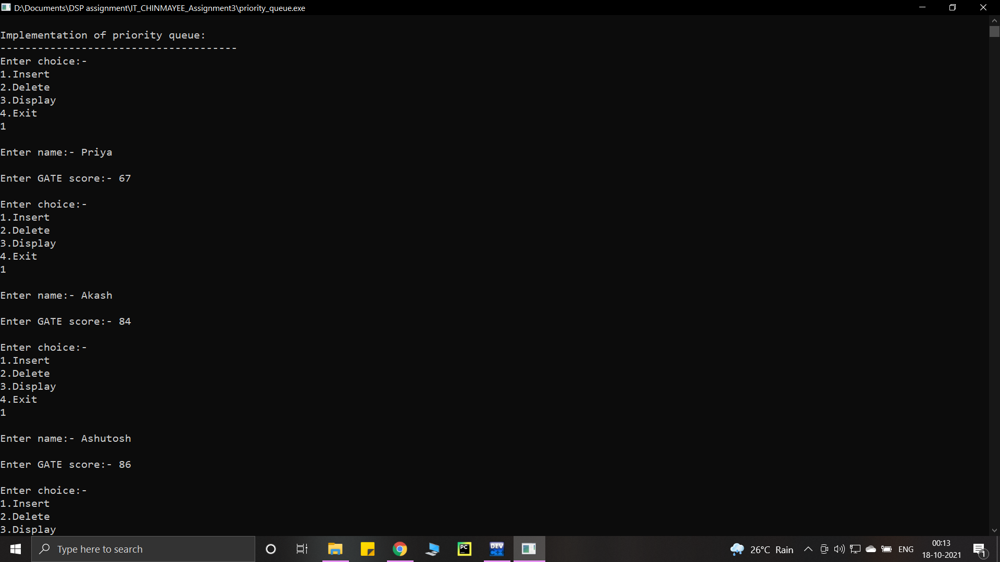 D:\Documents\DSP assignment\IT_CHINMAYEE_Assignment3\priority_queue.exe
Implementation of priority queue:
--------------------------------------
Enter choice:-
1.Insert
2.Delete
3.Display
4.Exit
1
Enter name:- Priya
Enter GATE score:- 67
Enter choice:-
1.Insert
2.Delete
3.Display
4.Exit
1
Enter name:- Akash
Enter GATE score:- 84
Enter choice:-
1.Insert
2.Delete
3.Display
4.Exit
1
Enter name:- Ashutosh
Enter GATE score:- 86
Enter choice:-
1.Insert
2.Delete
3.Display
Type here to search
PC
DEV
C++
26°C Rain
ENG
00:13
18-10-2021
1